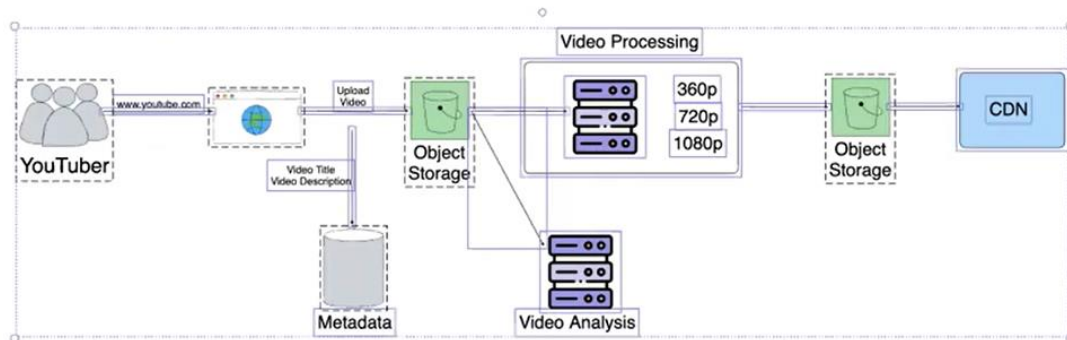 Video Processing
www.youtube.com
YouTuber
Upload
Video
Video Title
Video Description
Metadata
Object
Storage
360p
720p
1080p
Video Analysis
Object
Storage
CDN